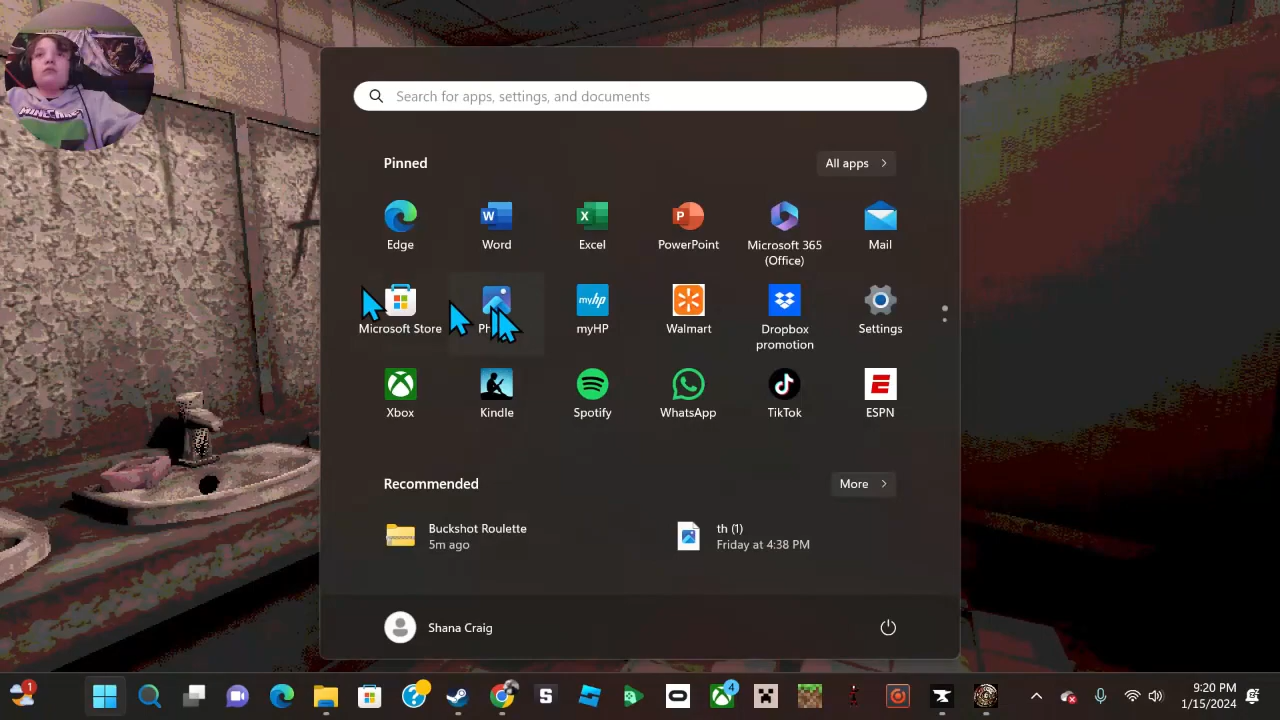 Search for apps, settings, and documents
Pinned
All apps
Edge
Word
Excel
PowerPoint
Microsoft 365
(Office)
Mail
Microsoft Store
myHP
Walmart
Dropbox
promotion
Settings
Xbox
Kindle
Spotify
WhatsApp
TikTok
ESPN
Recommended
More
Buckshot Roulette
5m ago
th (1)
Friday at 4:38 PM
Shana Craig
9:20 PM
1/15/2024